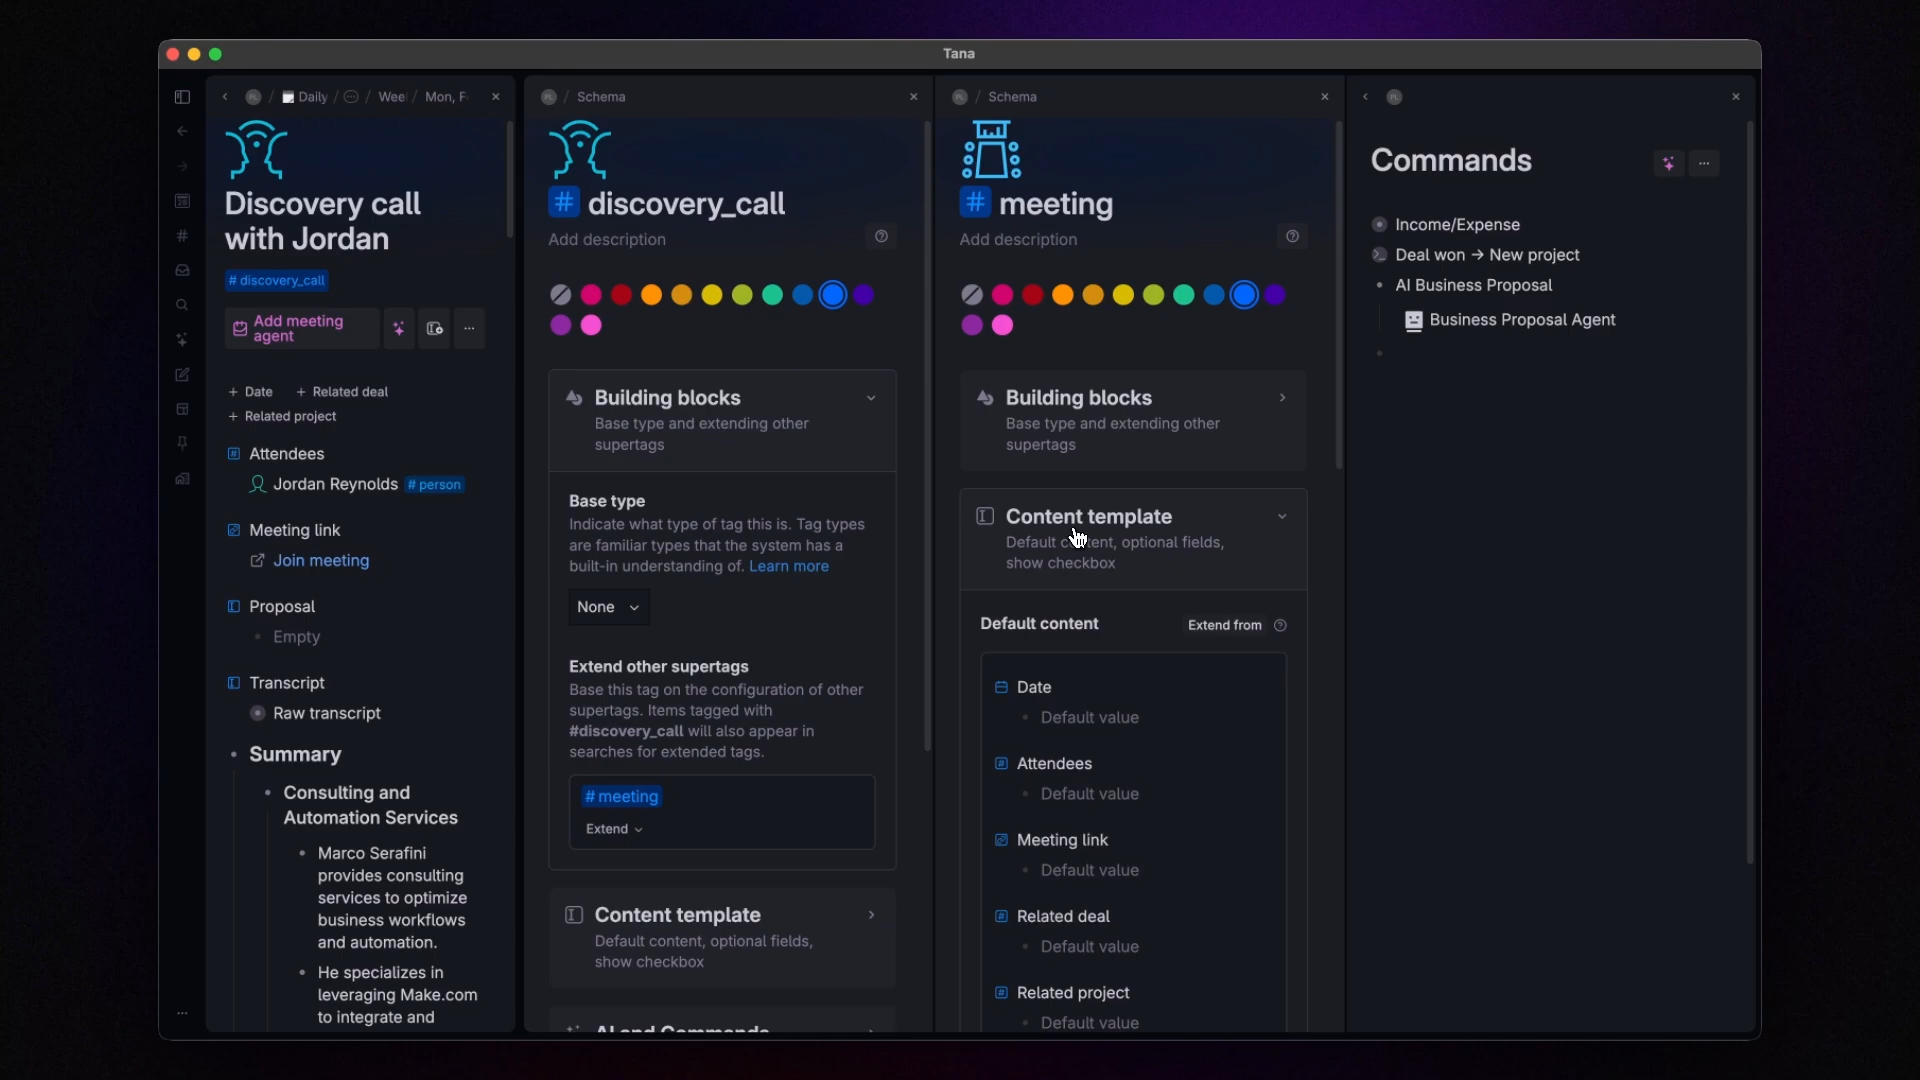 Tana
Daily / Wee / Mon, F
Discovery call
with Jordan
# discovery_call
Add meeting
agent
+ Date + Related deal
+ Related project
Attendees
Jordan Reynolds # person
Meeting link
Join meeting
Proposal
Empty
Transcript
Raw transcript
Summary
Consulting and
Automation Services
Marco Serafini
provides consulting
services to optimize
business workflows
and automation.
He specializes in
leveraging Make.com
to integrate and
PL / Schema
# discovery_call
Add description
Building blocks
Base type and extending other
supertags
Base type
Indicate what type of tag this is. Tag types
are familiar types that the system has a
built-in understanding of. Learn more
None
Extend other supertags
Base this tag on the configuration of other
supertags. Items tagged with
#discovery_call will also appear in
searches for extended tags.
# meeting
Extend
Content template
Default content, optional fields,
show checkbox
AI and Commands
PL / Schema
# meeting
Add description
Building blocks
Base type and extending other
supertags
Content template
Default content, optional fields,
show checkbox
Default content Extend from
Date
Default value
Attendees
Default value
Meeting link
Default value
Related deal
Default value
Related project
Default value
PL
Commands
Income/Expense
Deal won → New project
AI Business Proposal
Business Proposal Agent